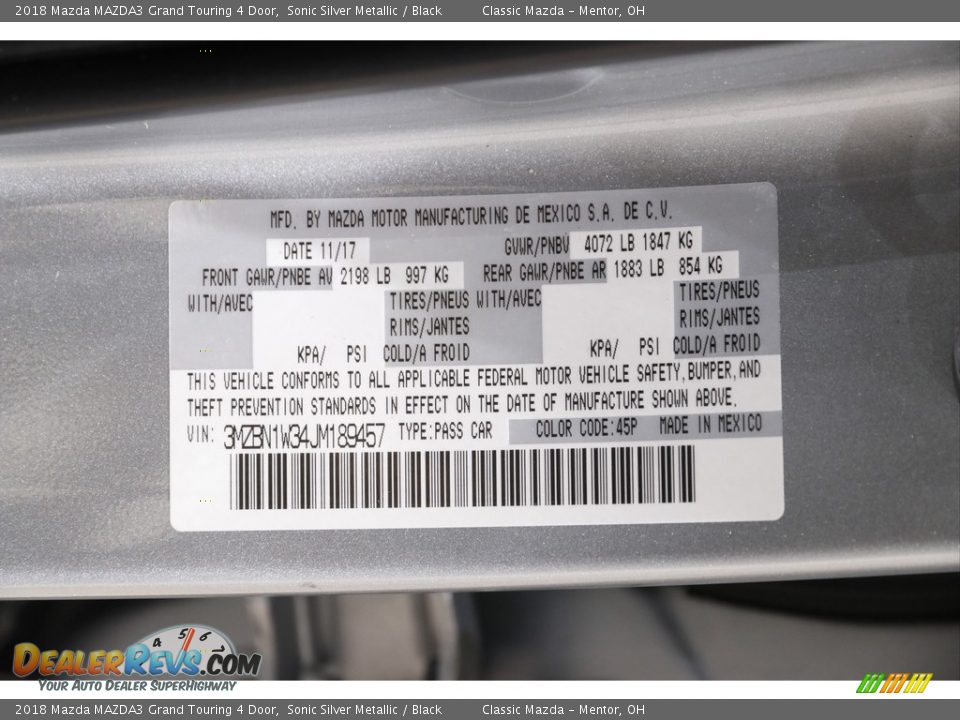 2018 Mazda MAZDA3 Grand Touring 4 Door, Sonic Silver Metallic / Black Classic Mazda – Mentor, OH
MFD. BY MAZDA MOTOR MANUFACTURING DE MEXICO S.A. DE C.V.
DATE 11/17 GVWR/PNBV 4072 LB 1847 KG
FRONT GAWR/PNBE AV 2198 LB 997 KG REAR GAWR/PNBE AR 1883 LB 854 KG
WITH/AVEC TIRES/PNEUS WITH/AVEC TIRES/PNEUS
RIMS/JANTES RIMS/JANTES
KPA/ PSI COLD/A FROID KPA/ PSI COLD/A FROID
THIS VEHICLE CONFORMS TO ALL APPLICABLE FEDERAL MOTOR VEHICLE SAFETY, BUMPER, AND
THEFT PREVENTION STANDARDS IN EFFECT ON THE DATE OF MANUFACTURE SHOWN ABOVE.
VIN: 3MZBN1W34JM189457 TYPE:PASS CAR COLOR CODE:45P MADE IN MEXICO
4 5 6
DEALERREVS.COM
YOUR AUTO DEALER SUPERHIGHWAY
2018 Mazda MAZDA3 Grand Touring 4 Door, Sonic Silver Metallic / Black Classic Mazda – Mentor, OH